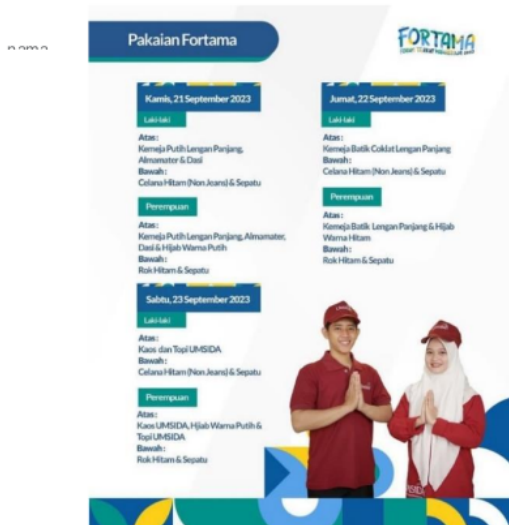 Pakaian Fortama
FORTAMA
Kamis, 21 September 2023
Laki-laki
Atas :
Kemeja Putih Lengan Panjang,
Almamater & Dasi
Bawah :
Celana Hitam (Non Jeans) & Sepatu
Perempuan
Atas :
Kemeja Putih Lengan Panjang, Almamater,
Dasi & Hijab Warna Putih
Bawah :
Rok Hitam & Sepatu
Jumat, 22 September 2023
Laki-laki
Atas :
Kemeja Batik Coklat Lengan Panjang
Bawah :
Celana Hitam (Non Jeans) & Sepatu
Perempuan
Atas :
Kemeja Batik Lengan Panjang & Hijab
Warna Hitam
Bawah :
Rok Hitam & Sepatu
Sabtu, 23 September 2023
Laki-laki
Atas :
Kaos dan Topi UMSIDA
Bawah :
Celana Hitam (Non Jeans) & Sepatu
Perempuan
Atas :
Kaos UMSIDA, Hijab Warna Putih &
Topi UMSIDA
Bawah :
Rok Hitam & Sepatu